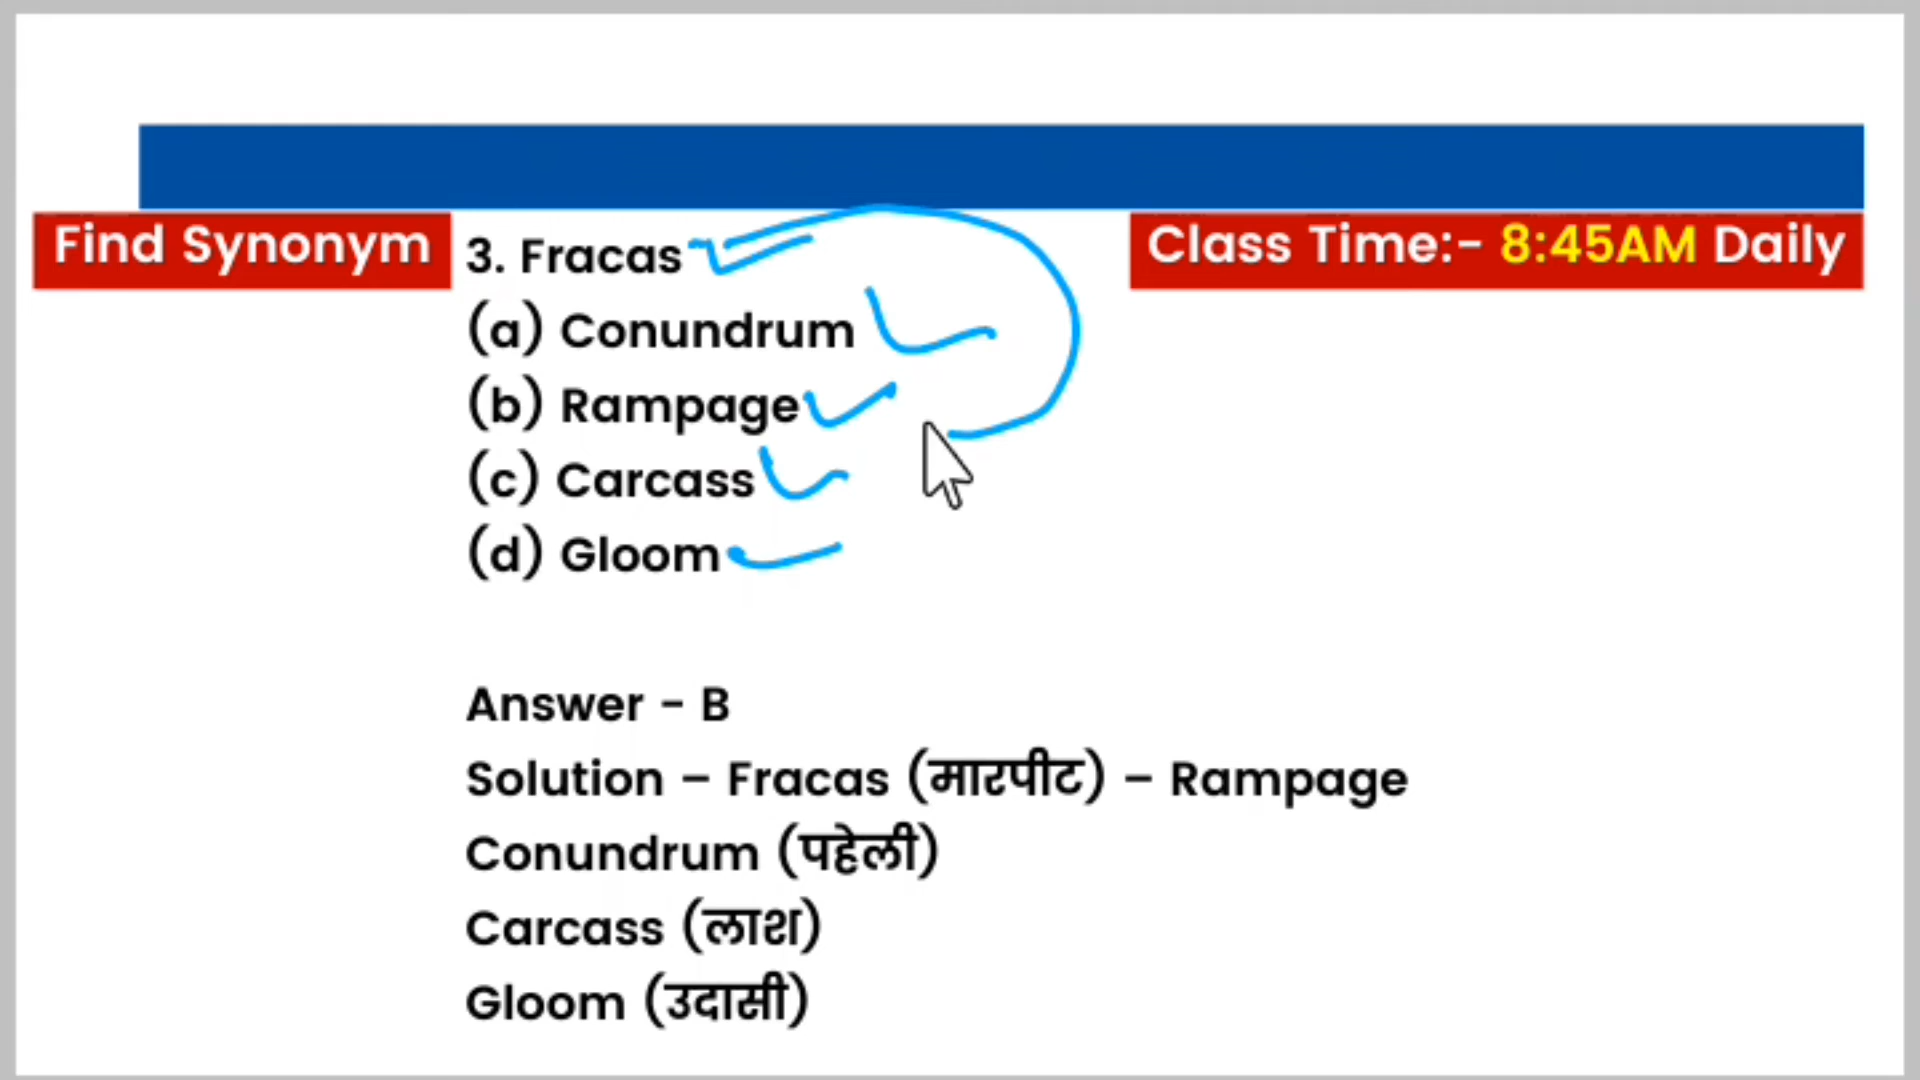 Find Synonym
Class Time:- 8:45AM Daily
3. Fracas
(a) Conundrum
(b) Rampage
(c) Carcass
(d) Gloom
Answer - B
Solution – Fracas (मारपीट) – Rampage
Conundrum (पहेली)
Carcass (लाश)
Gloom (उदासी)